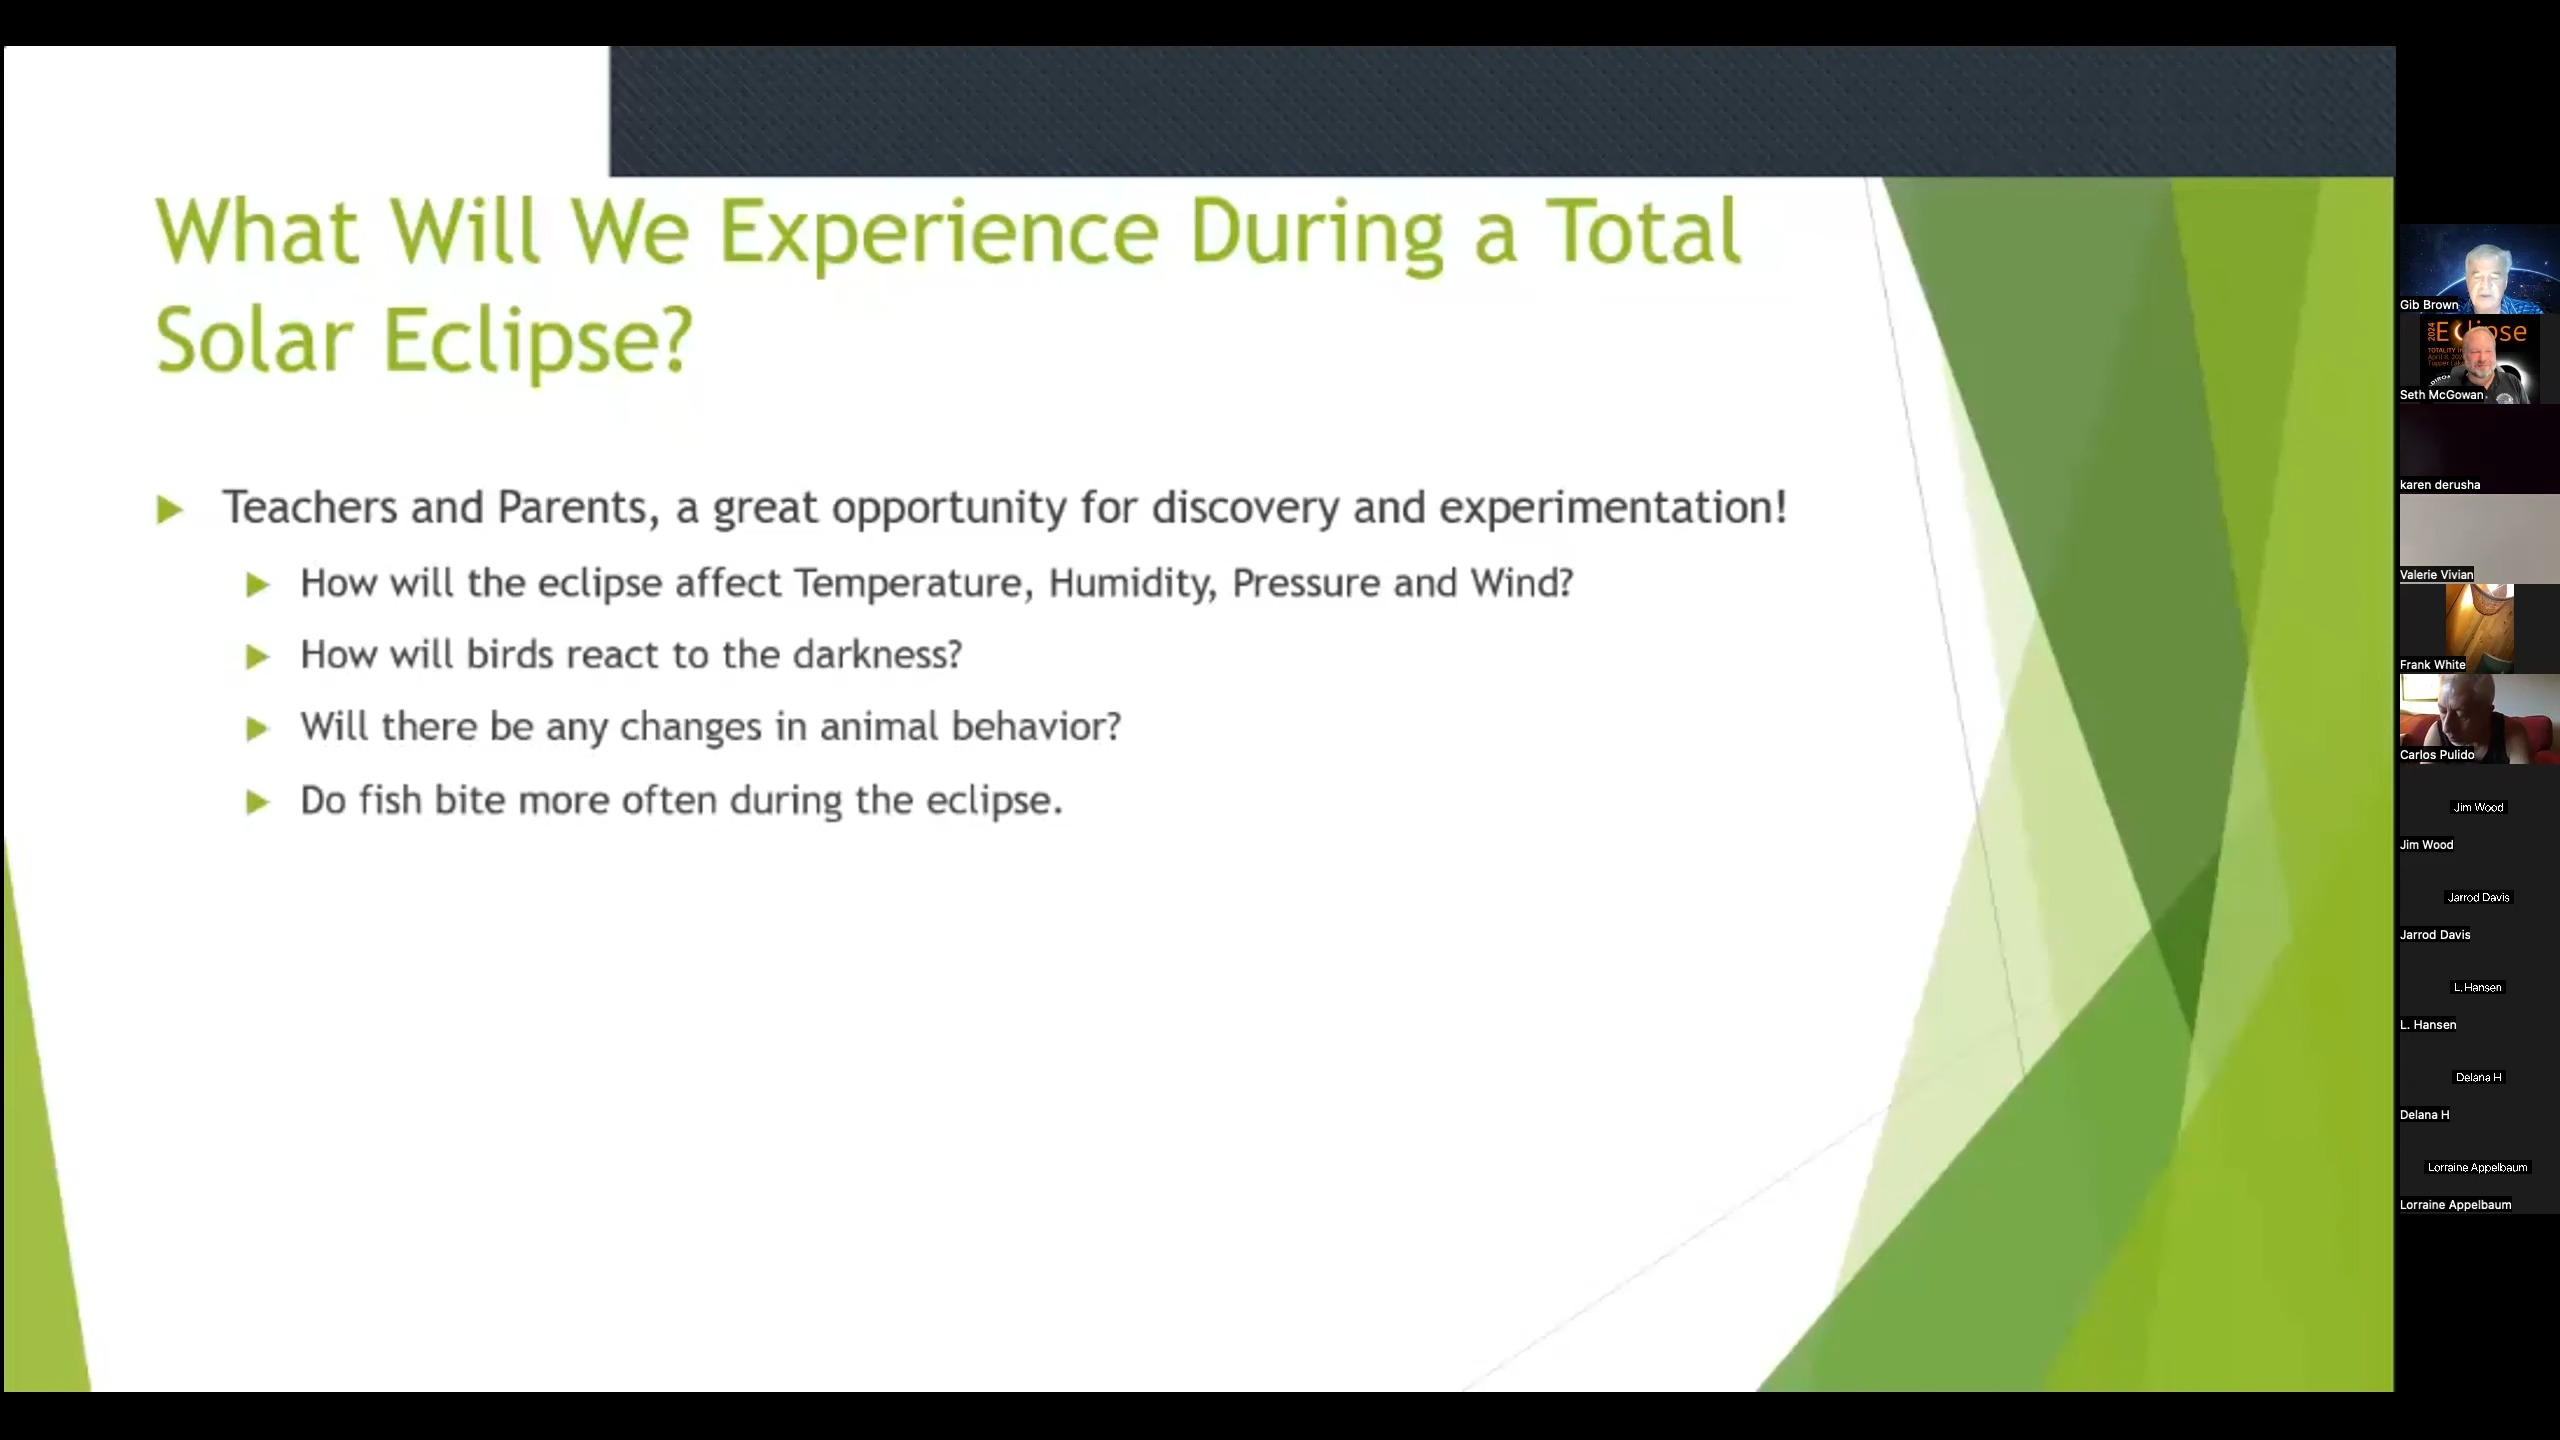 What Will We Experience During a Total
Solar Eclipse?
Teachers and Parents, a great opportunity for discovery and experimentation!
How will the eclipse affect Temperature, Humidity, Pressure and Wind?
How will birds react to the darkness?
Will there be any changes in animal behavior?
Do fish bite more often during the eclipse.
Gib Brown
2024
Eclipse
Seth McGowan
karen derusha
Valerie Vivian
Frank White
Carlos Pulido
Jim Wood
Jim Wood
Jarrod Davis
Jarrod Davis
L. Hansen
L. Hansen
Delana H
Delana H
Lorraine Appelbaum
Lorraine Appelbaum